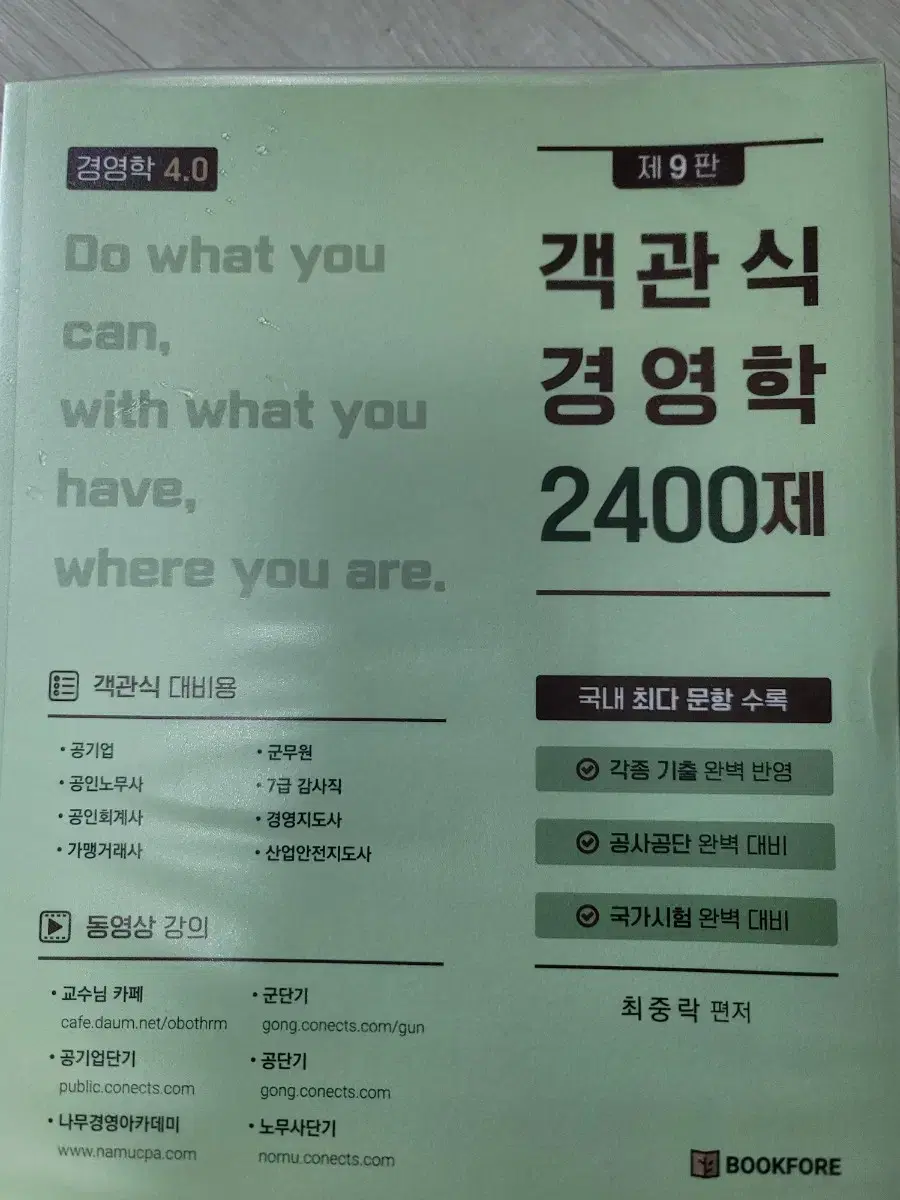 경영학 4.0
Do what you
can,
with what you
have,
where you are.
제9판
객관식
경영학
2400제
객관식 대비용
• 공기업
• 군무원
• 공인노무사
• 7급 감사직
• 공인회계사
• 경영지도사
• 가맹거래사
• 산업안전지도사
동영상 강의
• 교수님 카페
cafe.daum.net/obothrm
• 군단기
gong.conects.com/gun
• 공기업단기
public.conects.com
• 공단기
gong.conects.com
• 나무경영아카데미
www.namucpa.com
• 노무사단기
nomu.conects.com
국내 최다 문항 수록
각종 기출 완벽 반영
공사공단 완벽 대비
국가시험 완벽 대비
최중락 편저
BOOKFORE